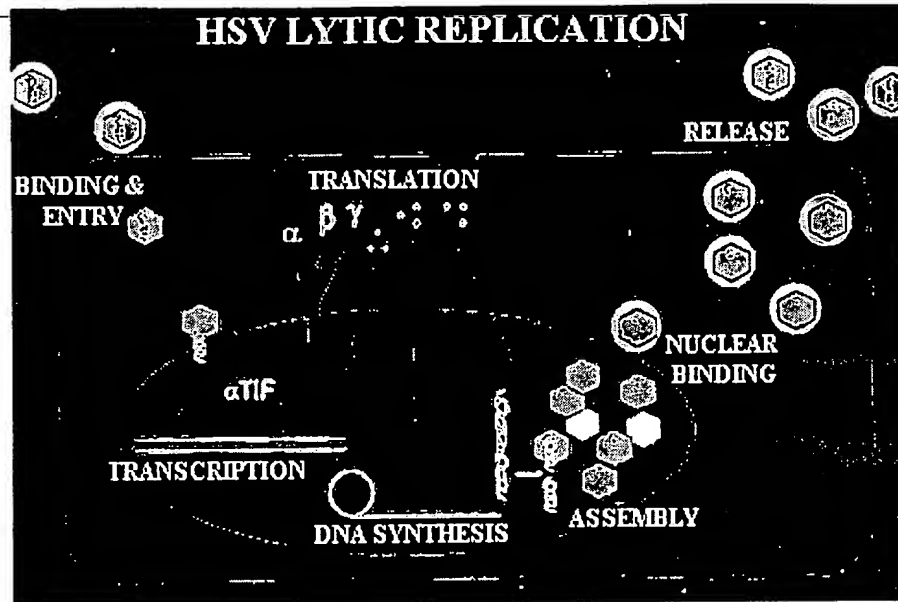 HSV LYTIC REPLICATION
RELEASE
BINDING &
ENTRY
TRANSLATION
α β γ
NUCLEAR
BINDING
αTIF
TRANSCRIPTION
DNA SYNTHESIS
ASSEMBLY